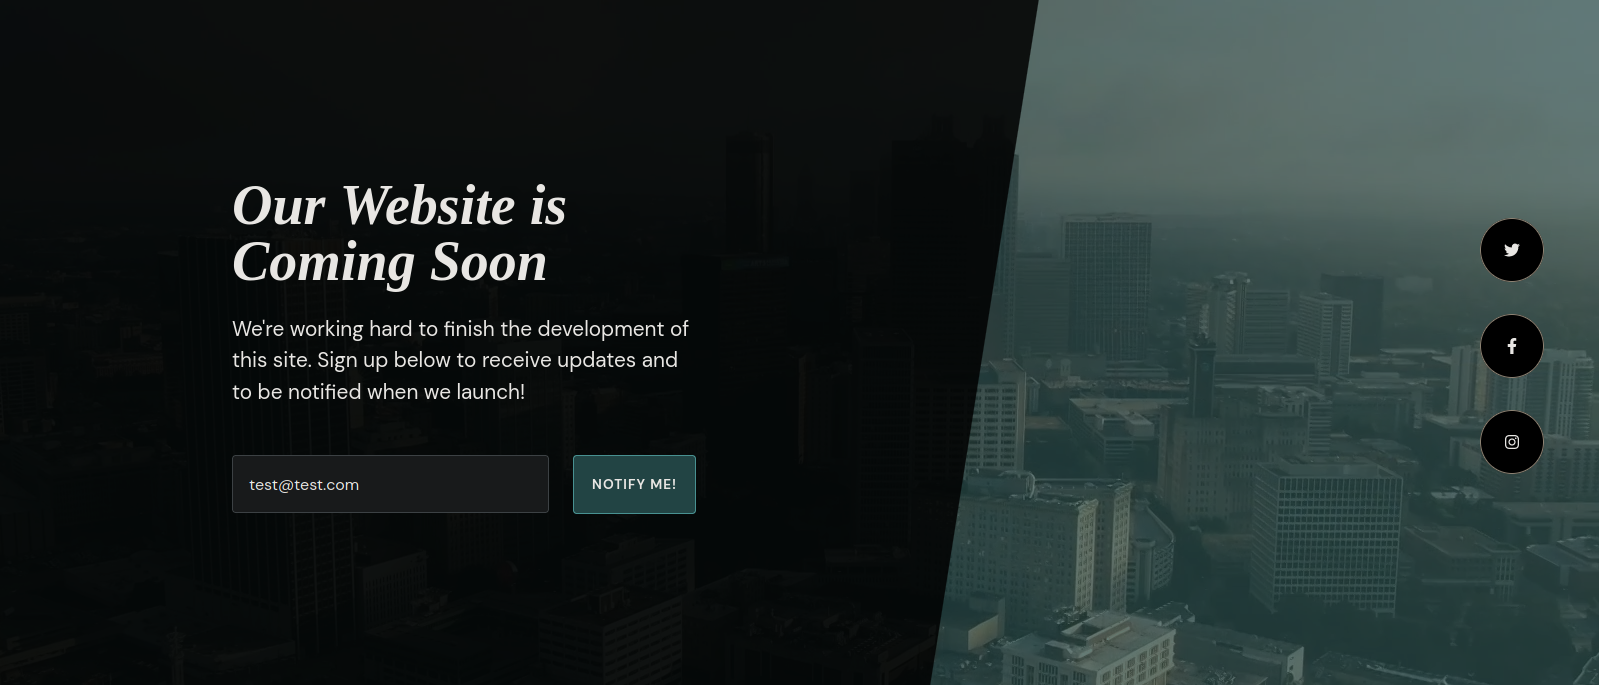 Our Website is
Coming Soon
We're working hard to finish the development of
this site. Sign up below to receive updates and
to be notified when we launch!
test@test.com
NOTIFY ME!